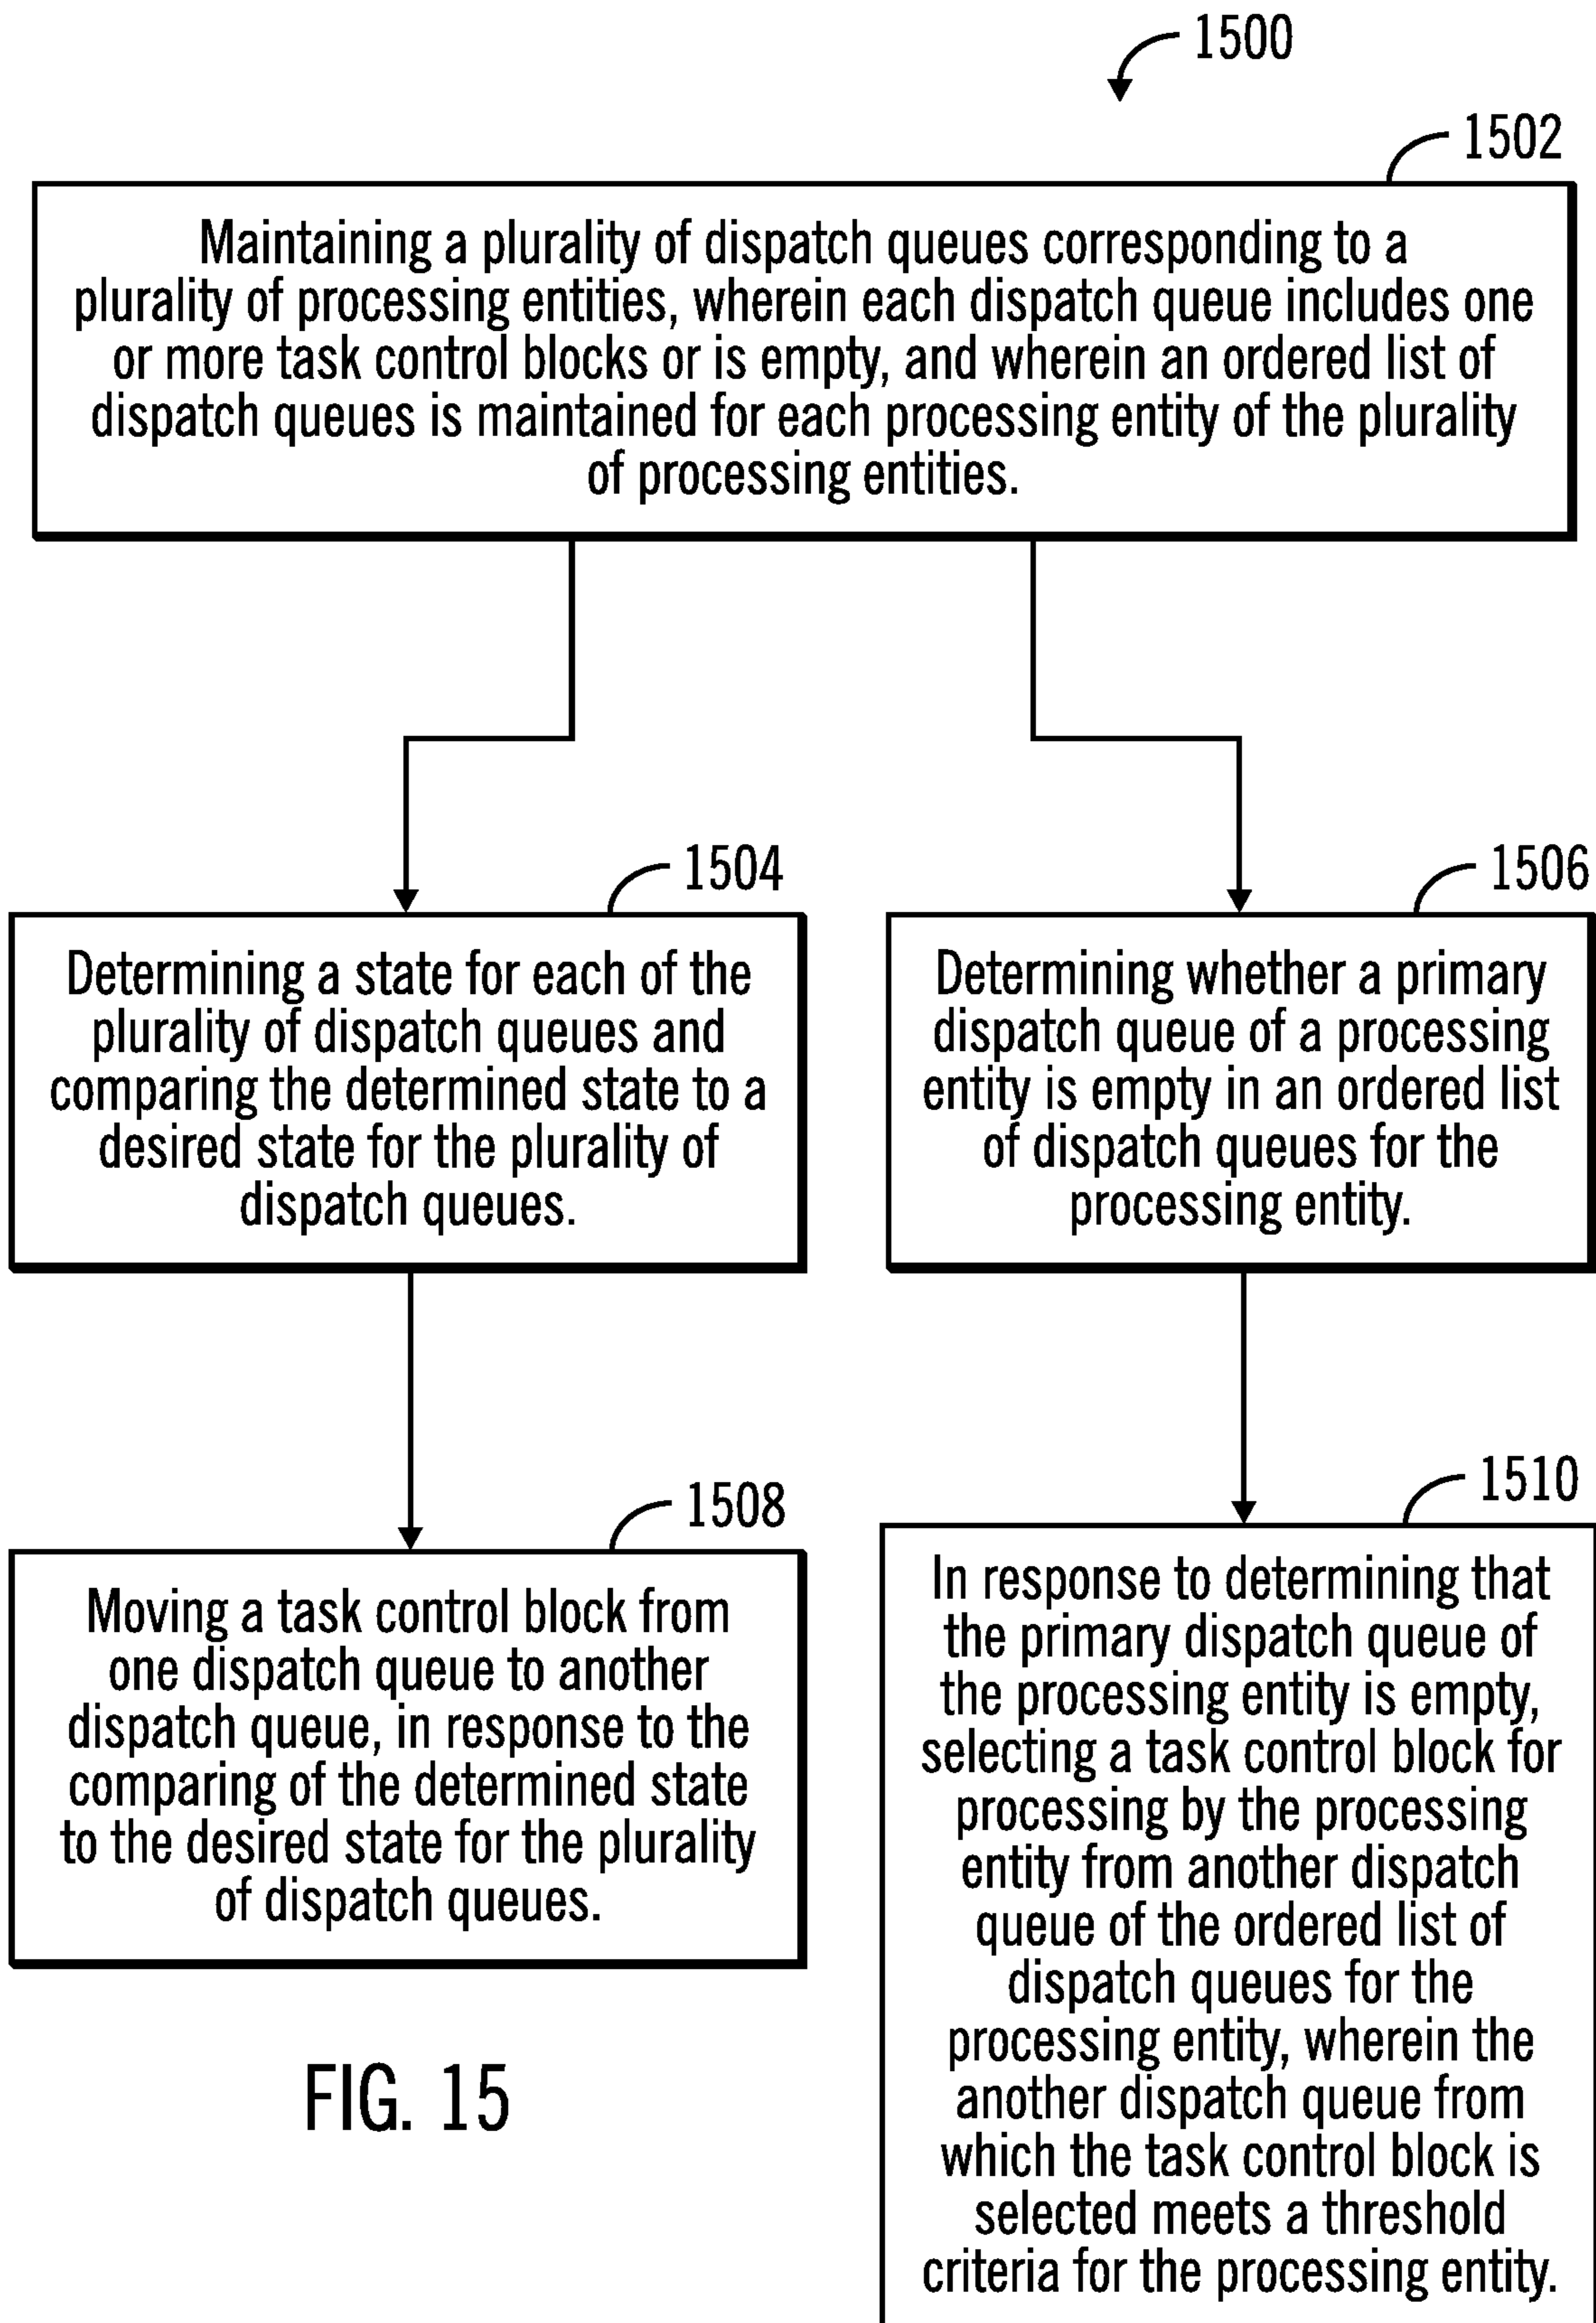 1500
1502
Maintaining a plurality of dispatch queues corresponding to a
plurality of processing entities, wherein each dispatch queue includes one
or more task control blocks or is empty, and wherein an ordered list of
dispatch queues is maintained for each processing entity of the plurality
of processing entities.
1504
Determining a state for each of the
plurality of dispatch queues and
comparing the determined state to a
desired state for the plurality of
dispatch queues.
1506
Determining whether a primary
dispatch queue of a processing
entity is empty in an ordered list
of dispatch queues for the
processing entity.
1508
Moving a task control block from
one dispatch queue to another
dispatch queue, in response to the
comparing of the determined state
to the desired state for the plurality
of dispatch queues.
1510
In response to determining that
the primary dispatch queue of
the processing entity is empty,
selecting a task control block for
processing by the processing
entity from another dispatch
queue of the ordered list of
dispatch queues for the
processing entity, wherein the
another dispatch queue from
which the task control block is
selected meets a threshold
criteria for the processing entity.
FIG. 15